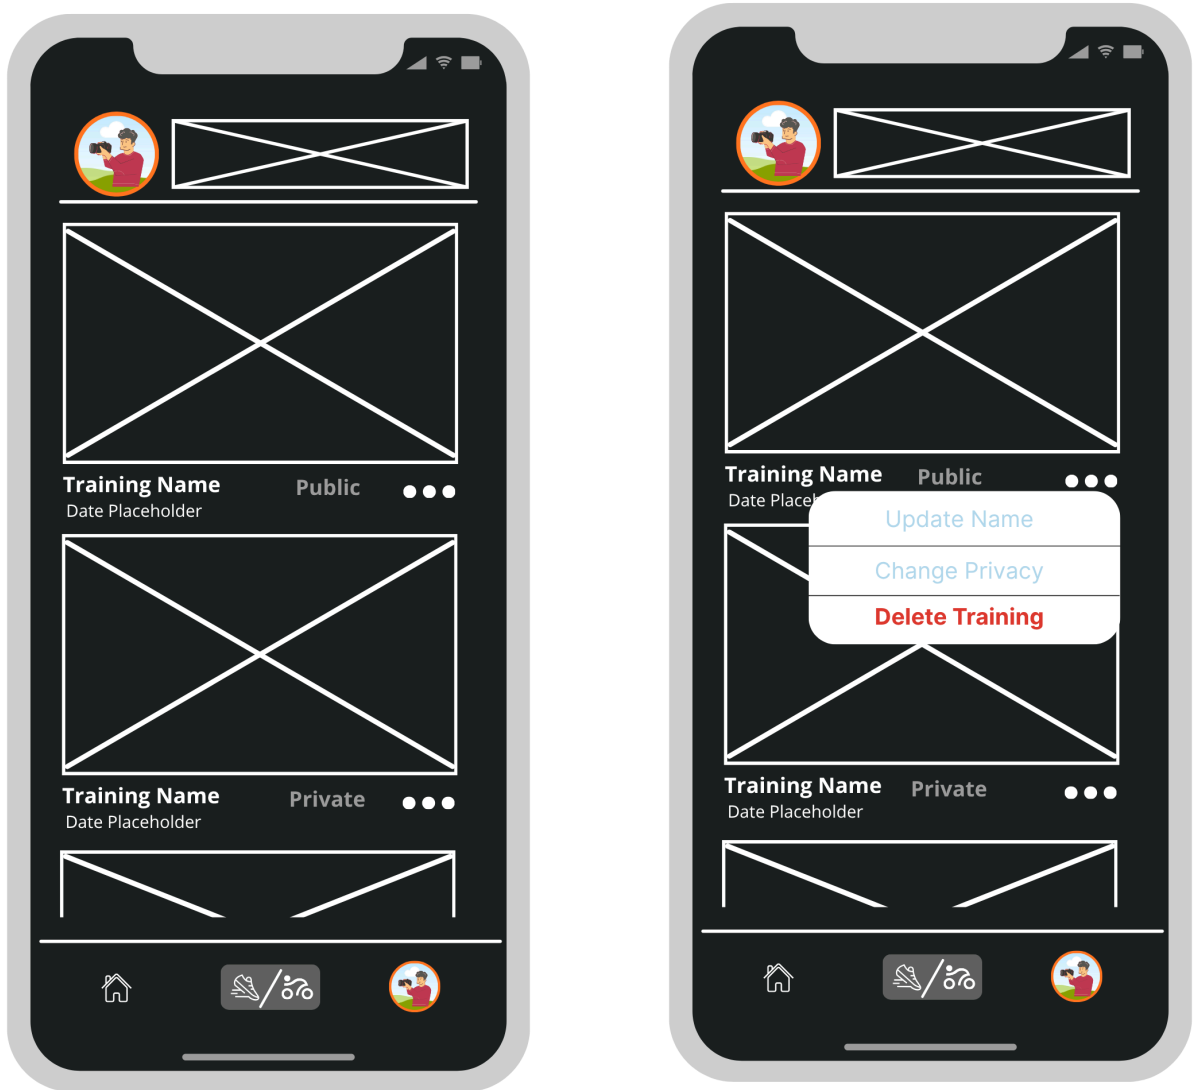 Training Name
Public
Date Placeholder
Training Name
Private
Date Placeholder
Training Name
Public
Date Place
Update Name
Change Privacy
Delete Training
Training Name
Private
Date Placeholder